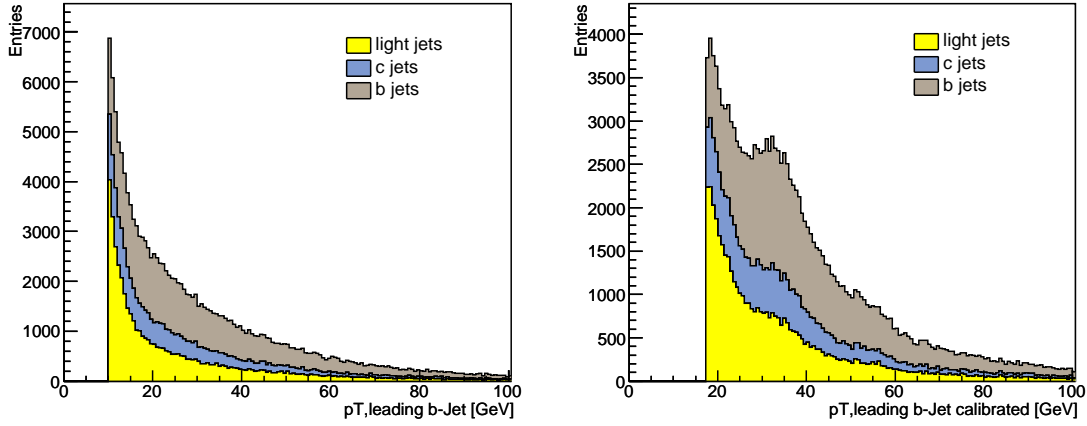 Entries
7000
6000
5000
4000
3000
2000
1000
0
light jets
c jets
b jets
0 20 40 60 80 100
pT,leading b-Jet [GeV]
Entries
4000
3500
3000
2500
2000
1500
1000
500
0
light jets
c jets
b jets
0 20 40 60 80 100
pT,leading b-Jet calibrated [GeV]